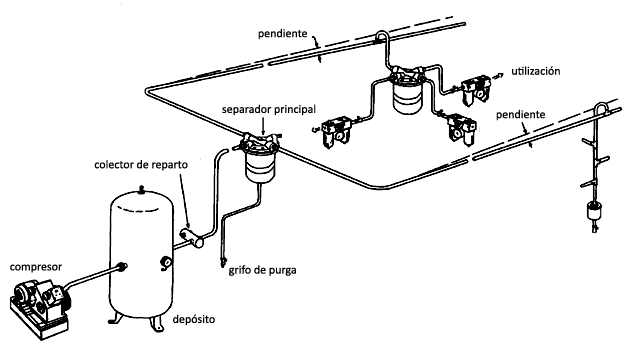 pendiente
utilización
separador principal
pendiente
colector de reparto
grifo de purga
compresor
depósito